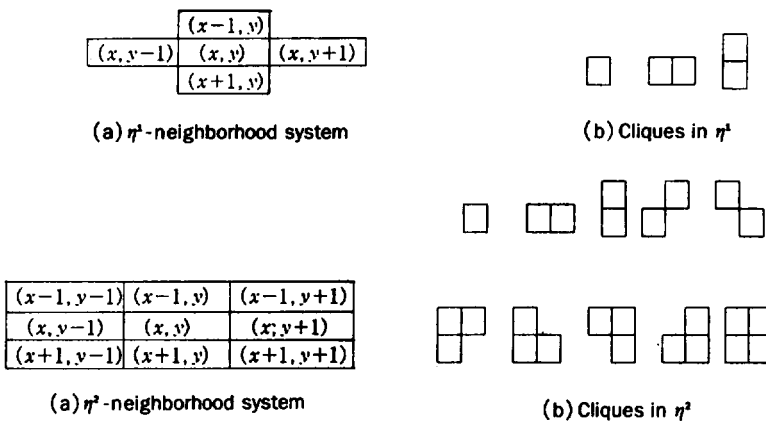 (x−1, y)
(x, y−1) (x, y) (x, y+1)
(x+1, y)
(a) η¹-neighborhood system
(b) Cliques in η¹
(x−1, y−1) (x−1, y) (x−1, y+1)
(x, y−1) (x, y) (x; y+1)
(x+1, y−1) (x+1, y) (x+1, y+1)
(a) η²-neighborhood system
(b) Cliques in η²